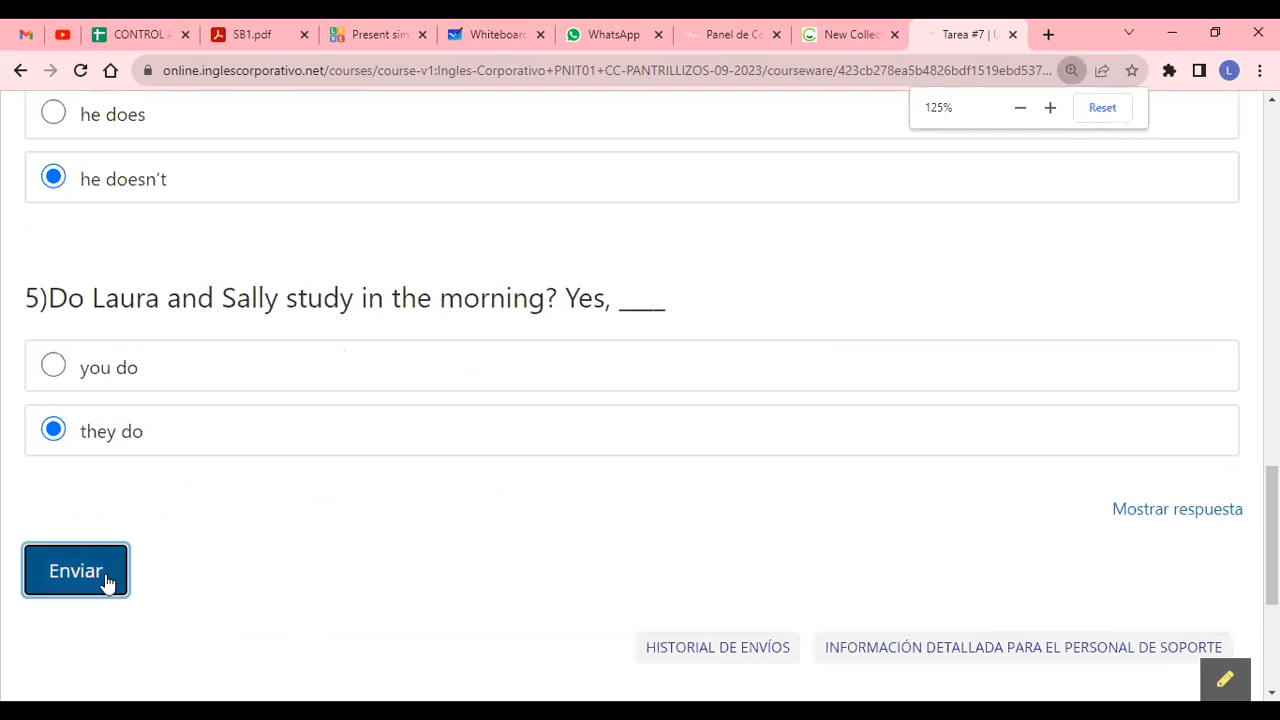 CONTROL
SB1.pdf
Present sim
Whiteboard
WhatsApp
Panel de Co
New Collec
Tarea #7 | U
online.inglescorporativo.net/courses/course-v1:Ingles-Corporativo+PNIT01+CC-PANTRILLIZOS-09-2023/courseware/423cb278ea5b4826bdf1519ebd537...
L
125%
Reset
he does
he doesn't
5)Do Laura and Sally study in the morning? Yes, ____
you do
they do
Mostrar respuesta
Enviar
HISTORIAL DE ENVÍOS
INFORMACIÓN DETALLADA PARA EL PERSONAL DE SOPORTE